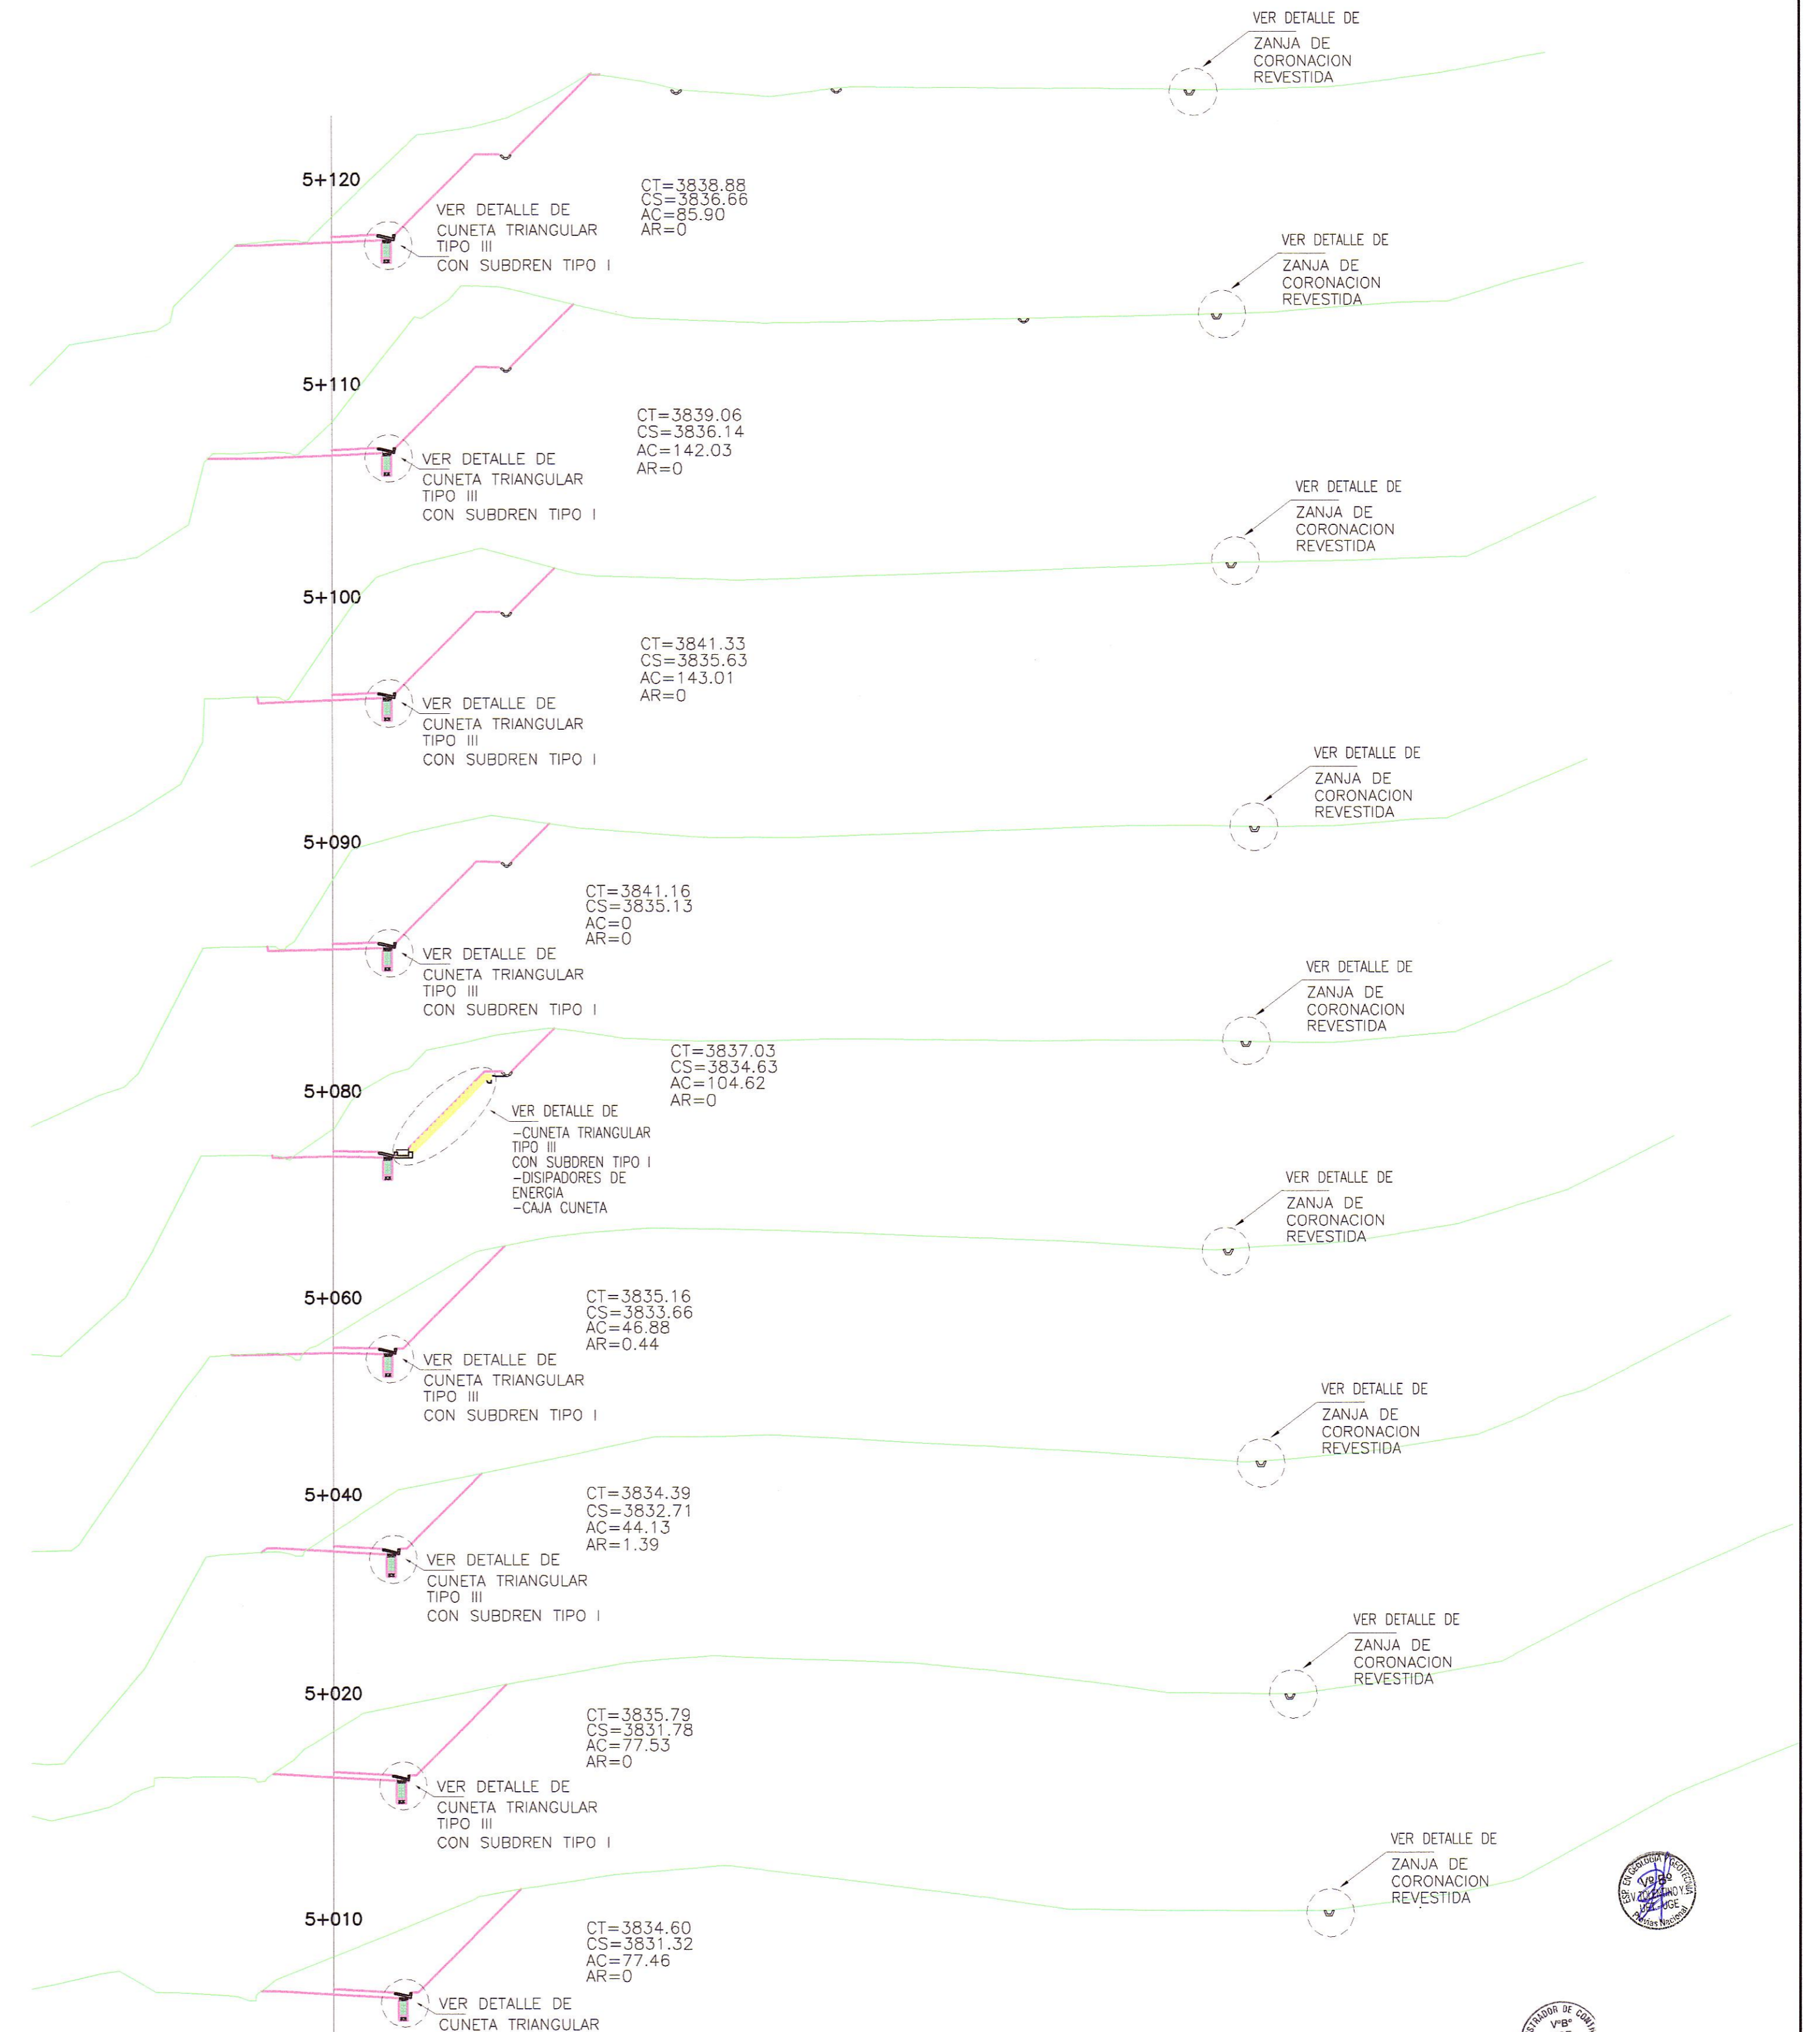 VER DETALLE DE
ZANJA DE
CORONACION
REVESTIDA
5+120
CT=3838.88
CS=3836.66
AC=85.90
AR=0
VER DETALLE DE
CUNETA TRIANGULAR
TIPO III
CON SUBDREN TIPO I
VER DETALLE DE
ZANJA DE
CORONACION
REVESTIDA
5+110
CT=3839.06
CS=3836.14
AC=142.03
AR=0
VER DETALLE DE
CUNETA TRIANGULAR
TIPO III
CON SUBDREN TIPO I
VER DETALLE DE
ZANJA DE
CORONACION
REVESTIDA
5+100
CT=3841.33
CS=3835.63
AC=143.01
AR=0
VER DETALLE DE
CUNETA TRIANGULAR
TIPO III
CON SUBDREN TIPO I
VER DETALLE DE
ZANJA DE
CORONACION
REVESTIDA
5+090
CT=3841.16
CS=3835.13
AC=0
AR=0
VER DETALLE DE
CUNETA TRIANGULAR
TIPO III
CON SUBDREN TIPO I
VER DETALLE DE
ZANJA DE
CORONACION
REVESTIDA
5+080
CT=3837.03
CS=3834.63
AC=104.62
AR=0
VER DETALLE DE
-CUNETA TRIANGULAR
TIPO III
CON SUBDREN TIPO I
-DISIPADORES DE
ENERGIA
-CAJA CUNETA
VER DETALLE DE
ZANJA DE
CORONACION
REVESTIDA
5+060
CT=3835.16
CS=3833.66
AC=46.88
AR=0.44
VER DETALLE DE
CUNETA TRIANGULAR
TIPO III
CON SUBDREN TIPO I
VER DETALLE DE
ZANJA DE
CORONACION
REVESTIDA
5+040
CT=3834.39
CS=3832.71
AC=44.13
AR=1.39
VER DETALLE DE
CUNETA TRIANGULAR
TIPO III
CON SUBDREN TIPO I
VER DETALLE DE
ZANJA DE
CORONACION
REVESTIDA
5+020
CT=3835.79
CS=3831.78
AC=77.53
AR=0
VER DETALLE DE
CUNETA TRIANGULAR
TIPO III
CON SUBDREN TIPO I
VER DETALLE DE
ZANJA DE
CORONACION
REVESTIDA
5+010
CT=3834.60
CS=3831.32
AC=77.46
AR=0
VER DETALLE DE
CUNETA TRIANGULAR
ESP. EN GEOLOGIA Y GEOTECNIA
VºBº
Provias Nacional
VºBº